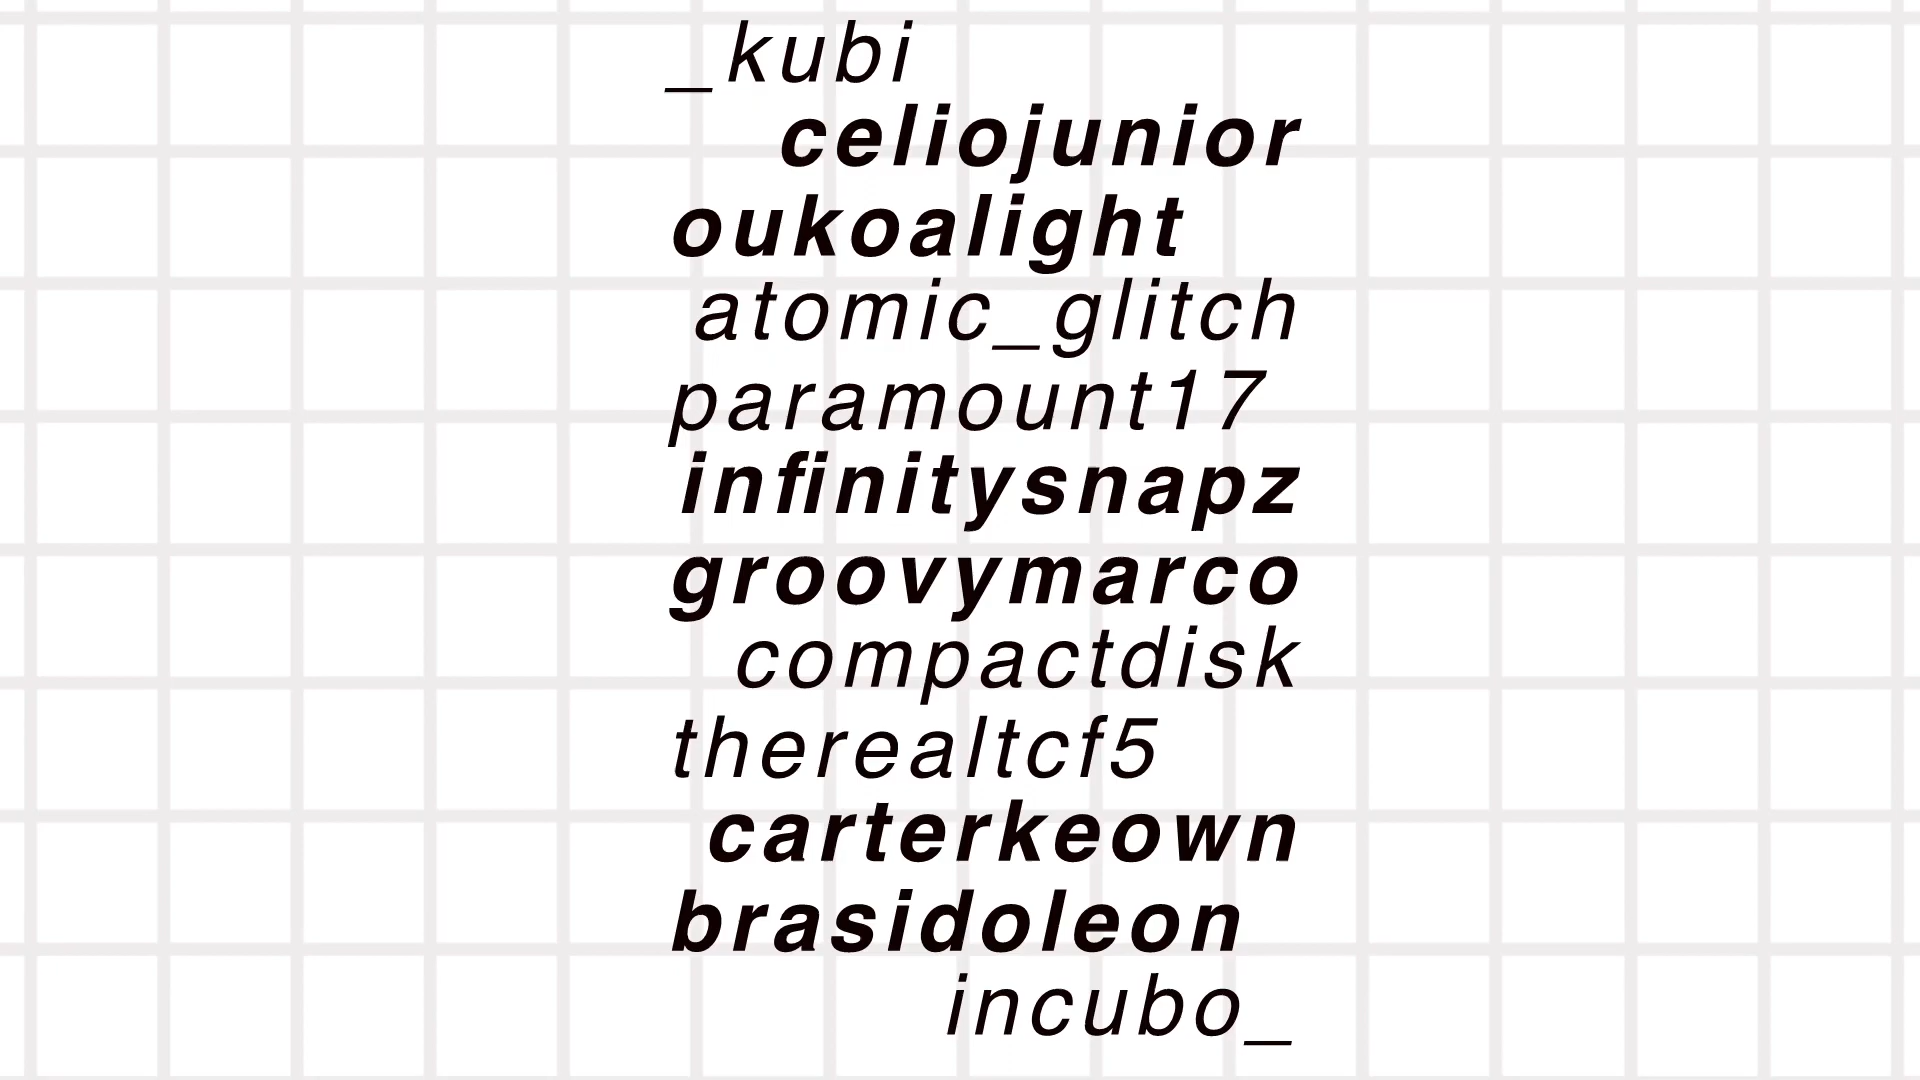 _kubi
celiojunior
oukoalight
atomic_glitch
paramount17
infinitysnapz
groovymarco
compactdisk
therealtcf5
carterkeown
brasidoleon
incubo_